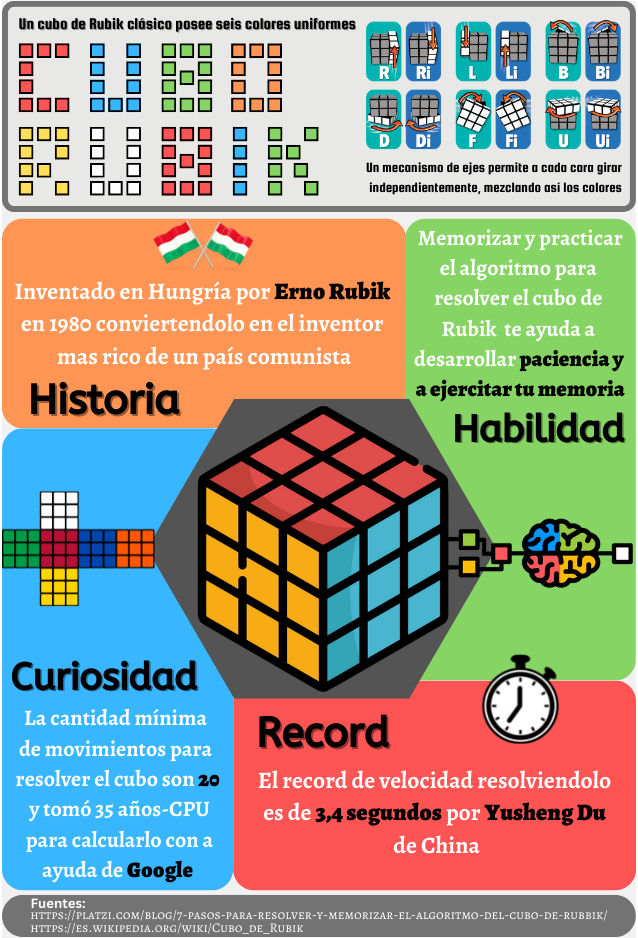 Un cubo de Rubik clásico posee seis colores uniformes
CUBO
RUBIK
R Ri L Li B Bi
D Di F Fi U Ui
Un mecanismo de ejes permite a cada cara girar
independientemente, mezclando así los colores
Inventado en Hungría por Erno Rubik
en 1980 conviertendolo en el inventor
mas rico de un país comunista
Historia
Memorizar y practicar
el algoritmo para
resolver el cubo de
Rubik te ayuda a
desarrollar paciencia y
a ejercitar tu memoria
Habilidad
Curiosidad
La cantidad mínima
de movimientos para
resolver el cubo son 20
y tomó 35 años-CPU
para calcularlo con a
ayuda de Google
Record
El record de velocidad resolviendolo
es de 3,4 segundos por Yusheng Du
de China
Fuentes:
https://platzi.com/blog/7-pasos-para-resolver-y-memorizar-el-algoritmo-del-cubo-de-rubbik/
https://es.wikipedia.org/wiki/Cubo_de_Rubik